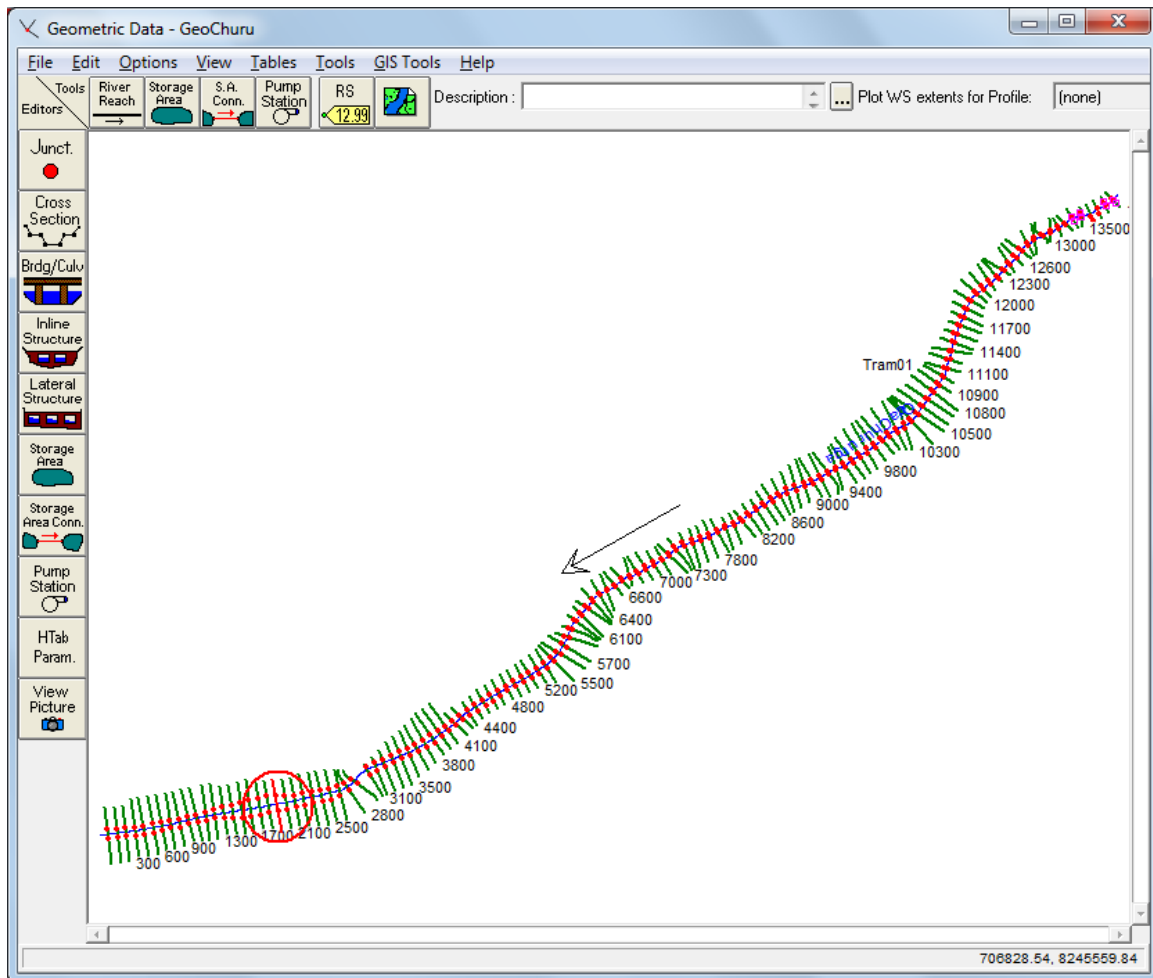 Geometric Data - GeoChuru
File Edit Options View Tables Tools GIS Tools Help
Tools
Editors
River Reach
Storage Area
S.A. Conn.
Pump Station
RS
12.99
Description :
...
Plot WS extents for Profile:
(none)
Junct.
Cross Section
Brdg/Culv
Inline Structure
Lateral Structure
Storage Area
Storage Area Conn.
Pump Station
HTab Param.
View Picture
13500
13000
12600
12300
12000
11700
11400
Tram01
11100
10900
10800
10500
10300
9800
9400
9000
8600
8200
7800
7300
7000
6600
6400
6100
5700
5500
5200
4800
4400
4100
3800
3500
3100
2800
2500
2100
1700
1300
900
600
300
706828.54, 8245559.84